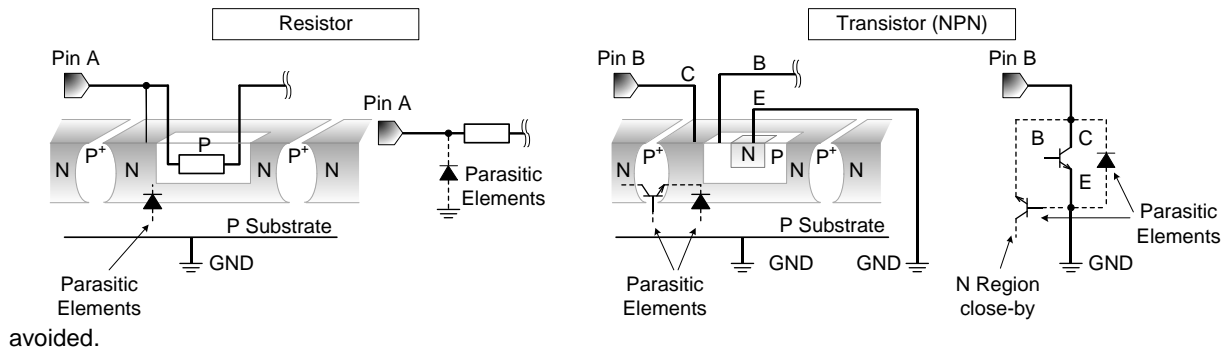 Resistor
Transistor (NPN)
Pin A
Pin B
C
B
E
Pin B
Pin A
B
C
E
N
P+
N
P
N
P+
N
N
P+
N
N
P
N
P+
N
Parasitic
Elements
P Substrate
GND
Parasitic
Elements
P Substrate
GND
GND
Parasitic
Elements
Parasitic
Elements
GND
N Region
close-by
avoided.